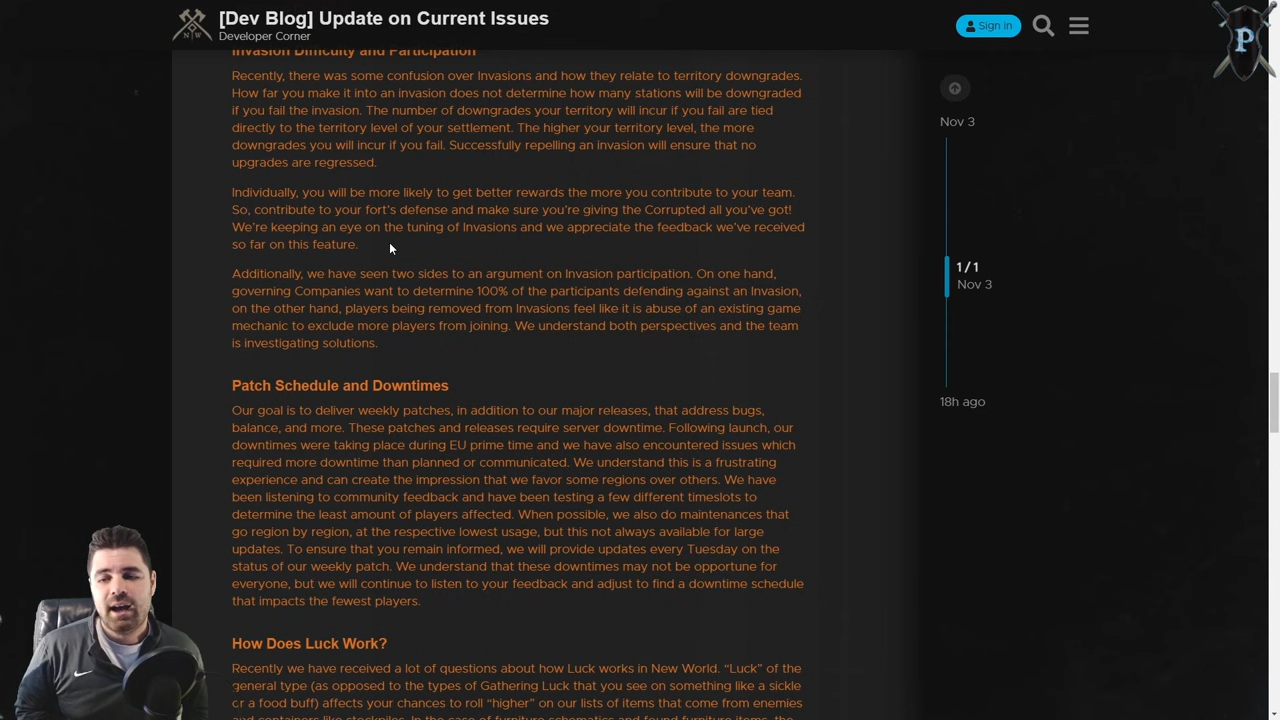 [Dev Blog] Update on Current Issues
Developer Corner
N W
Sign in
P
Invasion Difficulty and Participation
Recently, there was some confusion over Invasions and how they relate to territory downgrades.
How far you make it into an invasion does not determine how many stations will be downgraded
if you fail the invasion. The number of downgrades your territory will incur if you fail are tied
directly to the territory level of your settlement. The higher your territory level, the more
downgrades you will incur if you fail. Successfully repelling an invasion will ensure that no
upgrades are regressed.
Individually, you will be more likely to get better rewards the more you contribute to your team.
So, contribute to your fort's defense and make sure you're giving the Corrupted all you've got!
We're keeping an eye on the tuning of Invasions and we appreciate the feedback we've received
so far on this feature.
Additionally, we have seen two sides to an argument on Invasion participation. On one hand,
governing Companies want to determine 100% of the participants defending against an Invasion,
on the other hand, players being removed from Invasions feel like it is abuse of an existing game
mechanic to exclude more players from joining. We understand both perspectives and the team
is investigating solutions.
Patch Schedule and Downtimes
Our goal is to deliver weekly patches, in addition to our major releases, that address bugs,
balance, and more. These patches and releases require server downtime. Following launch, our
downtimes were taking place during EU prime time and we have also encountered issues which
required more downtime than planned or communicated. We understand this is a frustrating
experience and can create the impression that we favor some regions over others. We have
been listening to community feedback and have been testing a few different timeslots to
determine the least amount of players affected. When possible, we also do maintenances that
go region by region, at the respective lowest usage, but this not always available for large
updates. To ensure that you remain informed, we will provide updates every Tuesday on the
status of our weekly patch. We understand that these downtimes may not be opportune for
everyone, but we will continue to listen to your feedback and adjust to find a downtime schedule
that impacts the fewest players.
How Does Luck Work?
Recently we have received a lot of questions about how Luck works in New World. “Luck” of the
general type (as opposed to the types of Gathering Luck that you see on something like a sickle
or a food buff) affects your chances to roll “higher” on our lists of items that come from enemies
and containers like stockpiles. In the case of furniture schematics and found furniture items, the
Nov 3
1 / 1
Nov 3
18h ago